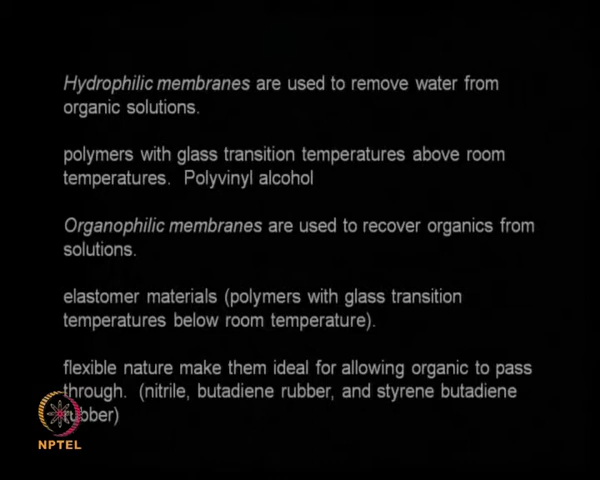 Hydrophilic membranes are used to remove water from
organic solutions.
polymers with glass transition temperatures above room
temperatures. Polyvinyl alcohol
Organophilic membranes are used to recover organics from
solutions.
elastomer materials (polymers with glass transition
temperatures below room temperature).
flexible nature make them ideal for allowing organic to pass
through. (nitrile, butadiene rubber, and styrene butadiene
rubber)
NPTEL